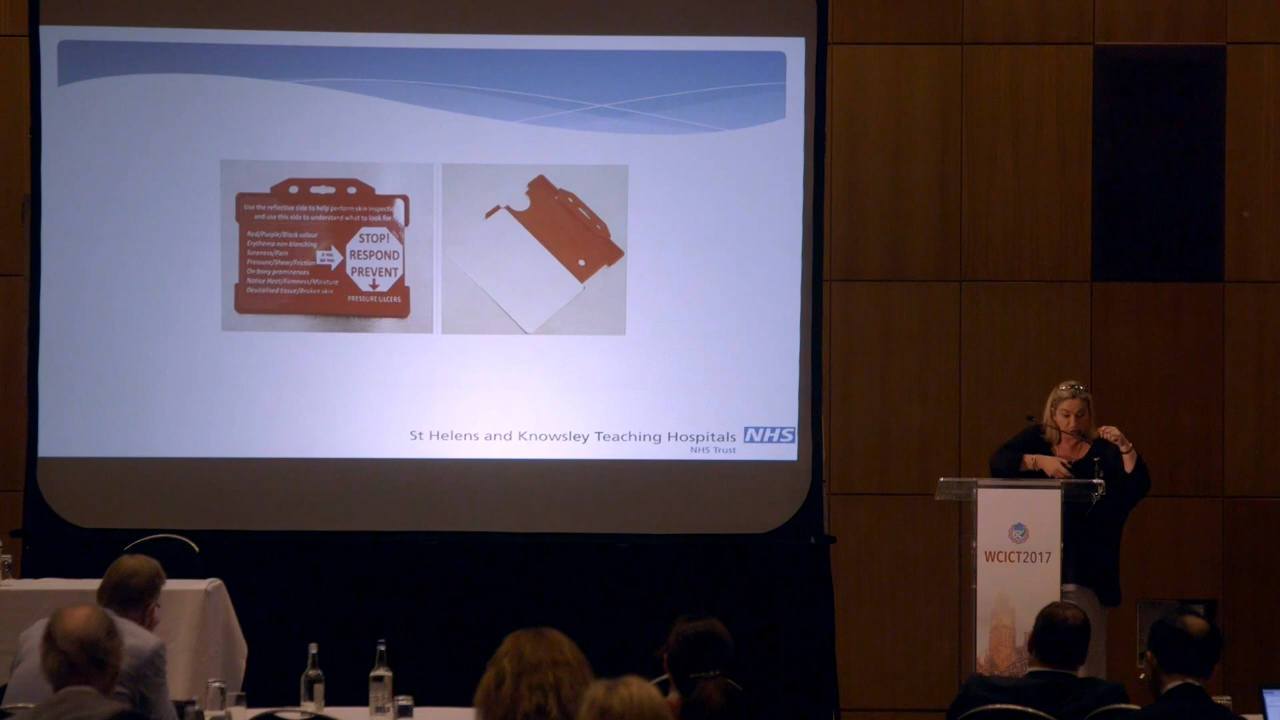 Use the reflective side to help perform skin inspection
and use this side to understand what to look for
Red/Purple/Black colour
Erythema non blanching
Soreness/Pain
Pressure/Shear/Friction
On bony prominences
Notice Heat/Firmness/Moisture
Devitalised tissue/Broken skin
STOP!
RESPOND
PREVENT
PRESSURE ULCERS
St Helens and Knowsley Teaching Hospitals NHS
NHS Trust
WCICT2017